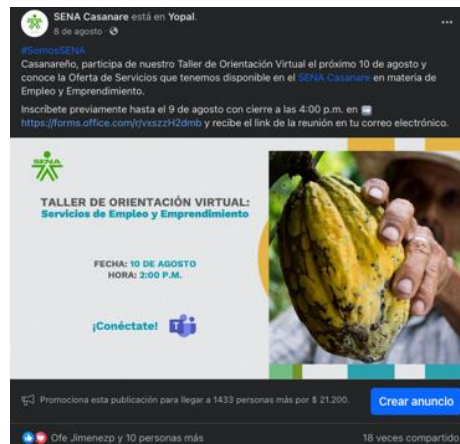 SENA Casanare está en Yopal.
8 de agosto
#SomosSENA
Casanareño, participa de nuestro Taller de Orientación Virtual el próximo 10 de agosto y
conoce la Oferta de Servicios que tenemos disponible en el SENA Casanare en materia de
Empleo y Emprendimiento.
Inscríbete previamente hasta el 9 de agosto con cierre a las 4:00 p.m. en ➡️
https://forms.office.com/r/vxszzH2dmb y recibe el link de la reunión en tu correo electrónico.
SENA
TALLER DE ORIENTACIÓN VIRTUAL:
Servicios de Empleo y Emprendimiento
FECHA: 10 DE AGOSTO
HORA: 2:00 P.M.
¡Conéctate!
Promociona esta publicación para llegar a 1433 personas más por $ 21.200.
Crear anuncio
Ofe Jimenezp y 10 personas más
18 veces compartido